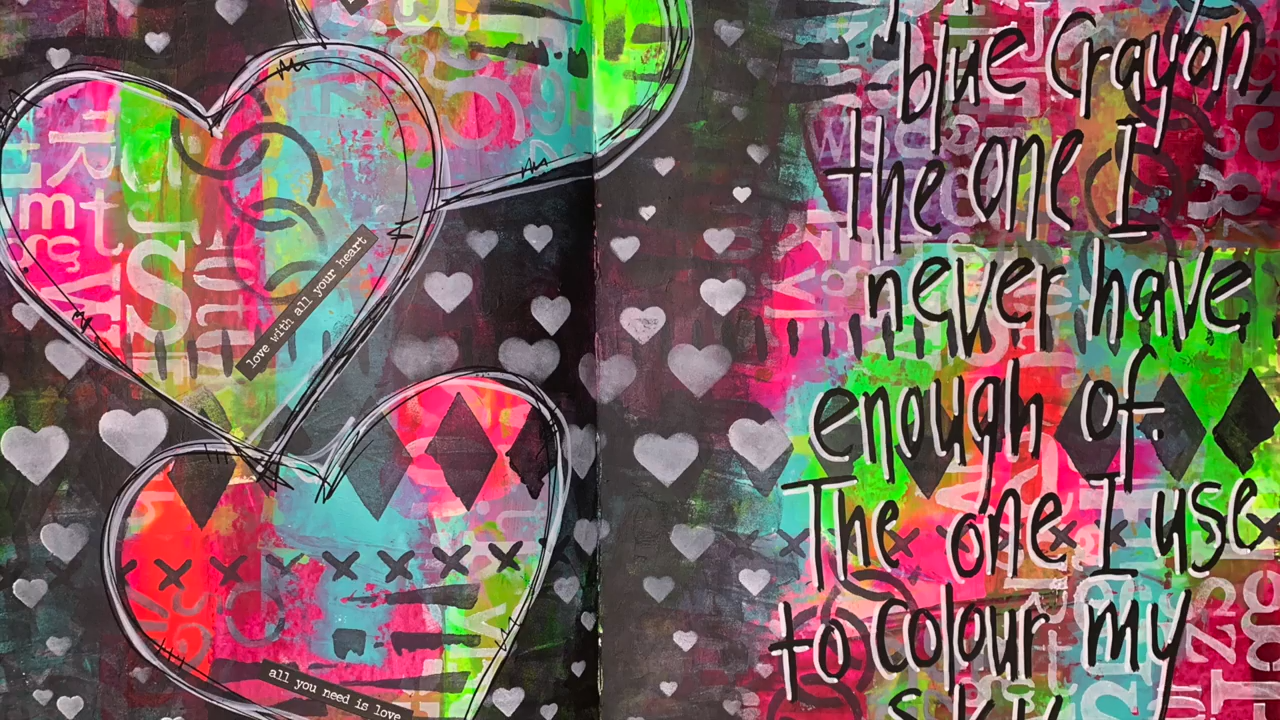 love with all your heart
all you need is love
blue crayon,
the one I
never have
enough of.
The one I use
to colour my
sky